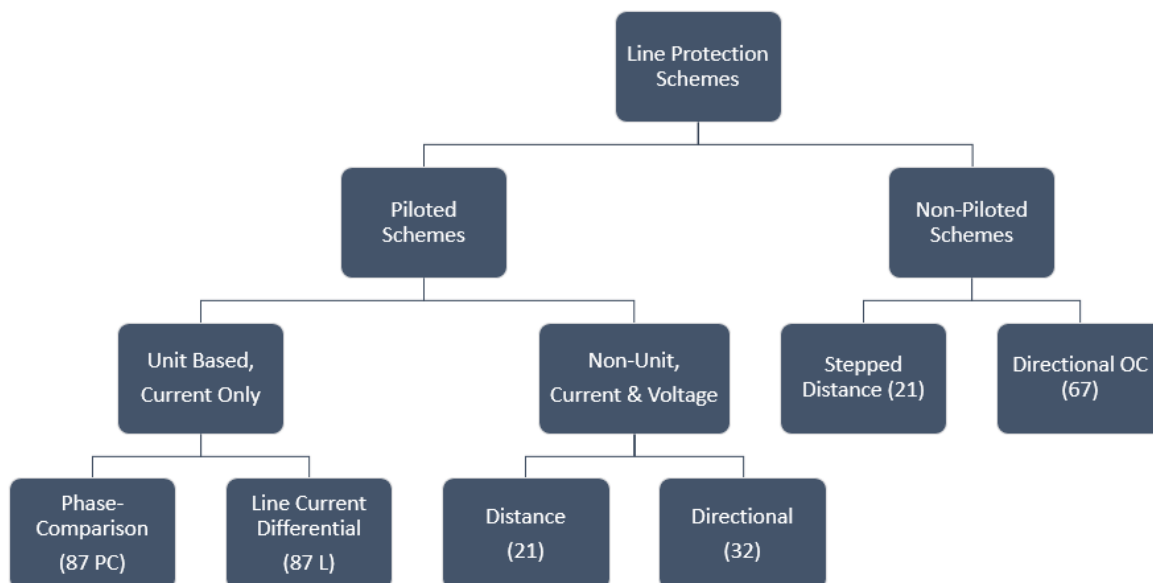 Line Protection
Schemes
Piloted
Schemes
Non-Piloted
Schemes
Unit Based,
Current Only
Non-Unit,
Current & Voltage
Stepped
Distance (21)
Directional OC
(67)
Phase-
Comparison
(87 PC)
Line Current
Differential
(87 L)
Distance
(21)
Directional
(32)